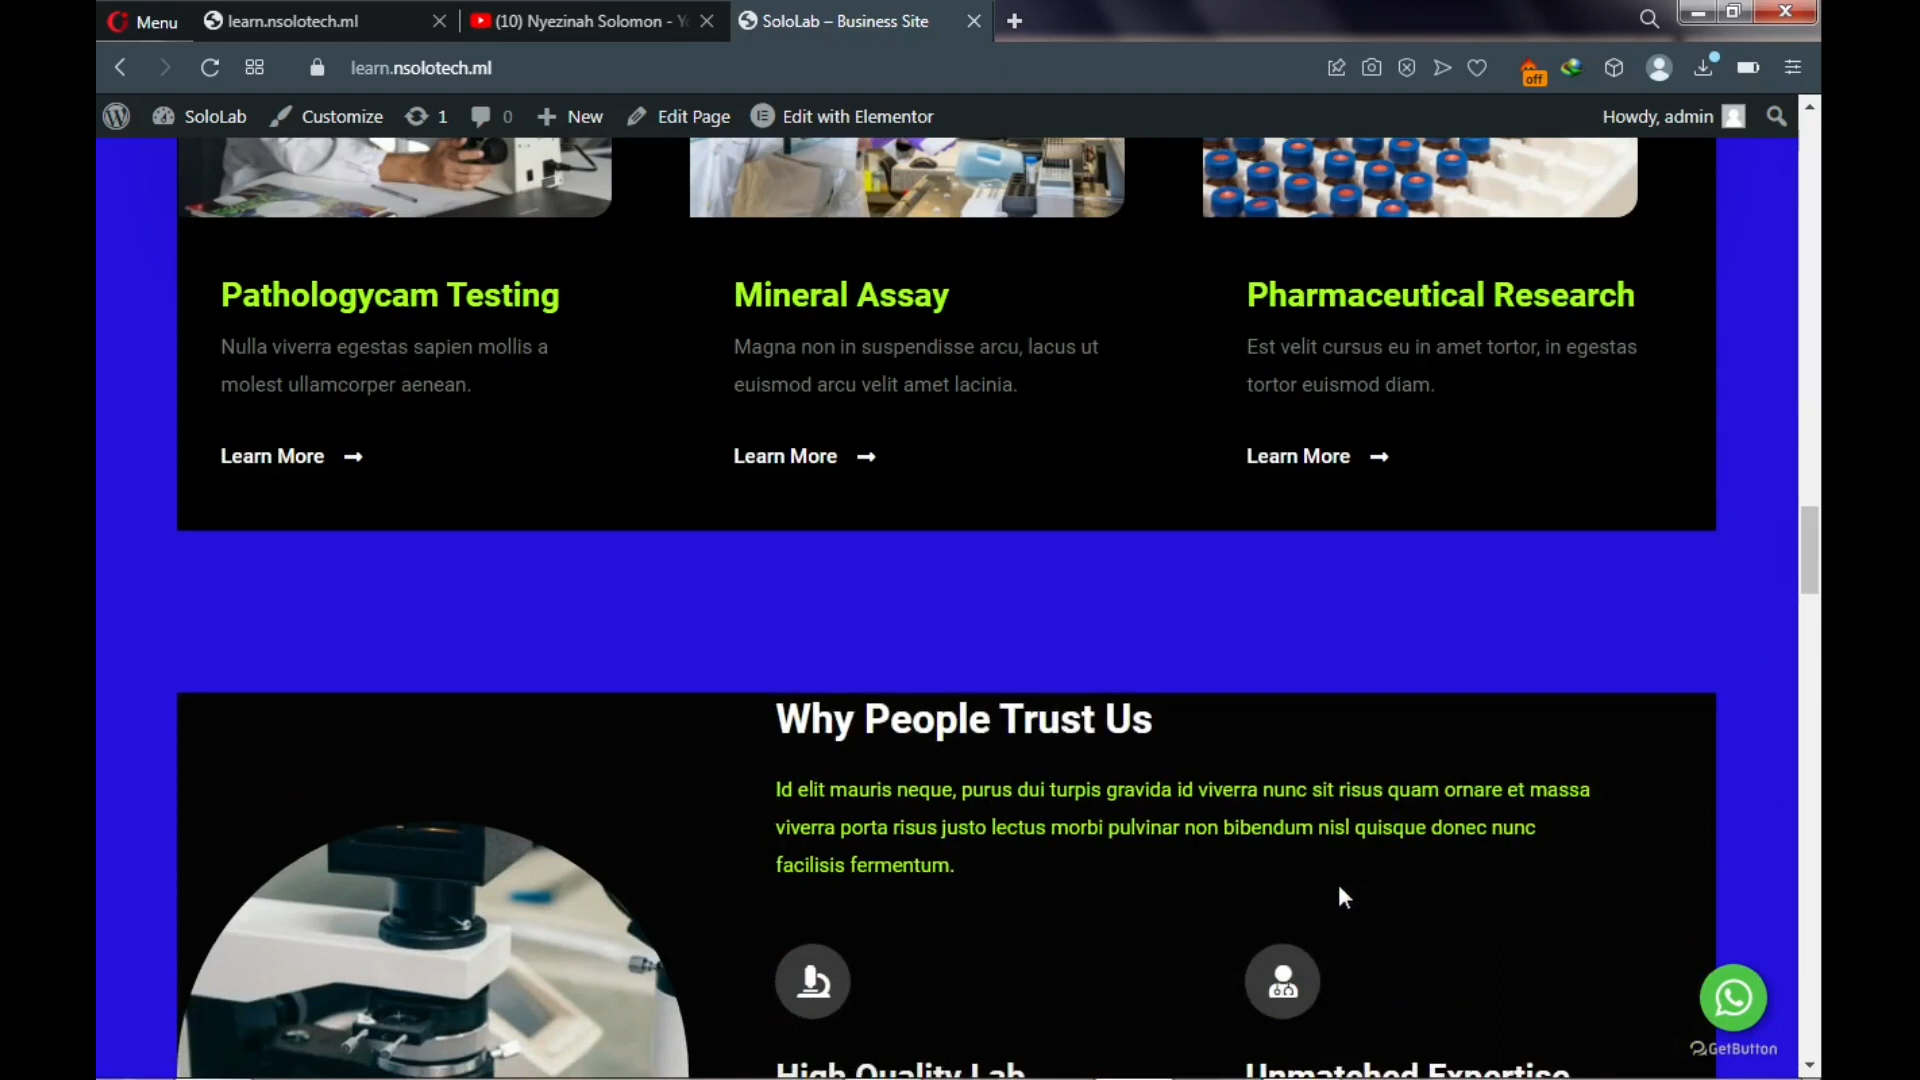 Menu
learn.nsolotech.ml
(10) Nyezinah Solomon -
SoloLab – Business Site
learn.nsolotech.ml
off
SoloLab
Customize
1
0
New
Edit Page
Edit with Elementor
Howdy, admin
Pathologycam Testing
Nulla viverra egestas sapien mollis a
molest ullamcorper aenean.
Learn More
Mineral Assay
Magna non in suspendisse arcu, lacus ut
euismod arcu velit amet lacinia.
Learn More
Pharmaceutical Research
Est velit cursus eu in amet tortor, in egestas
tortor euismod diam.
Learn More
Why People Trust Us
Id elit mauris neque, purus dui turpis gravida id viverra nunc sit risus quam ornare et massa
viverra porta risus justo lectus morbi pulvinar non bibendum nisl quisque donec nunc
facilisis fermentum.
High Quality Lab
Unmatched Expertise
GetButton